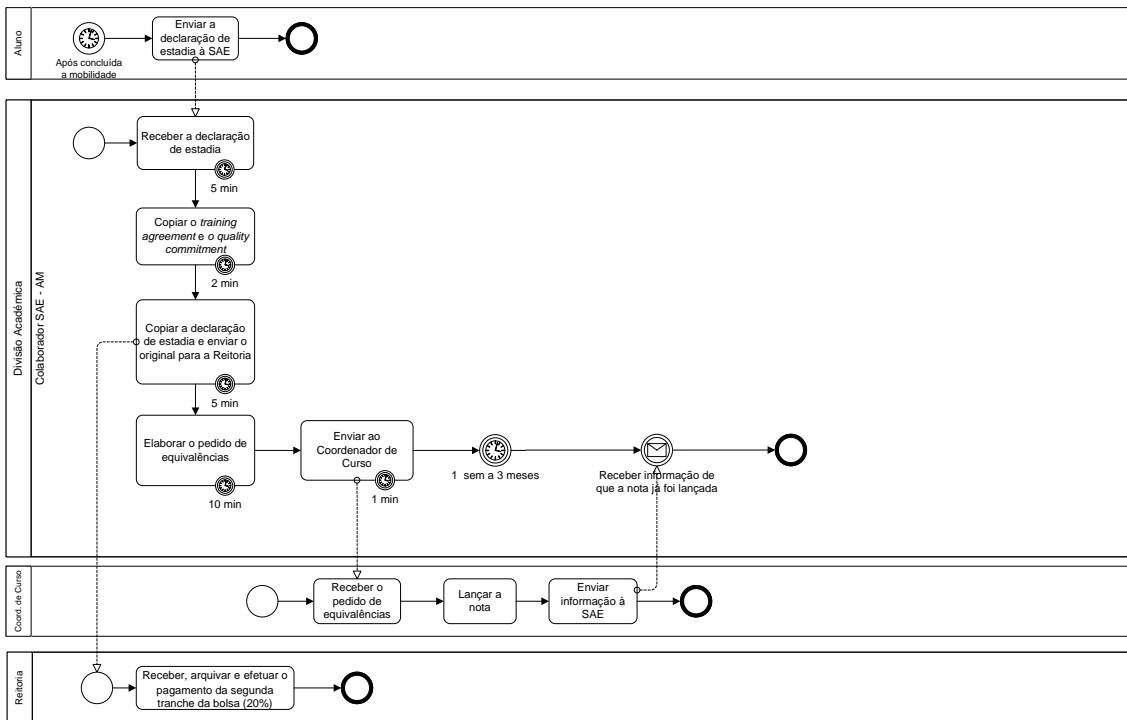 Aluno
Após concluída
a mobilidade
Enviar a
declaração de
estadia à SAE
Divisão Académica
Colaborador SAE - AM
Receber a declaração
de estadia
5 min
Copiar o training
agreement e o quality
commitment
2 min
Copiar a declaração
de estadia e enviar o
original para a Reitoria
5 min
Elaborar o pedido de
equivalências
10 min
Enviar ao
Coordenador de
Curso
1 min
1 sem a 3 meses
Receber informação de
que a nota já foi lançada
Coord. de Curso
Receber o
pedido de
equivalências
Lançar a
nota
Enviar
informação à
SAE
Reitoria
Receber, arquivar e efetuar o
pagamento da segunda
tranche da bolsa (20%)